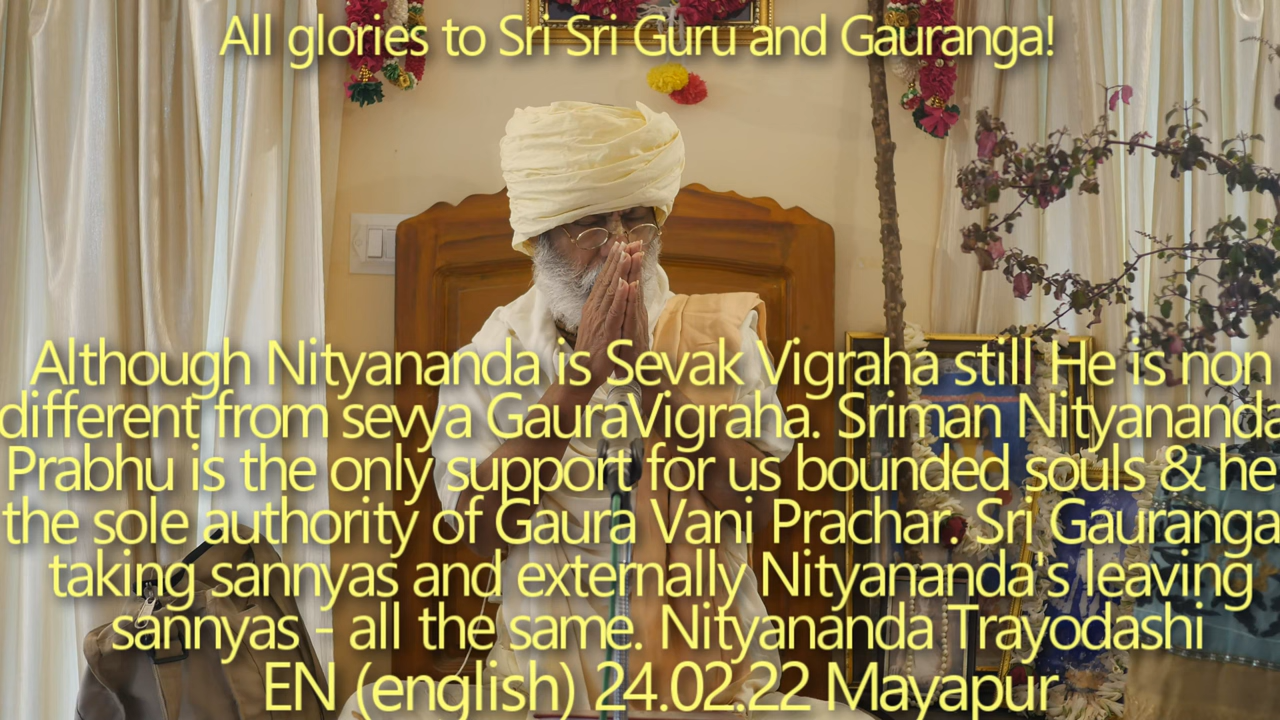 All glories to Sri Sri Guru and Gauranga!
Although Nityananda is Sevak Vigraha still He is non
different from sevya GauraVigraha. Sriman Nityananda
Prabhu is the only support for us bounded souls & he
the sole authority of Gaura Vani Prachar. Sri Gauranga
taking sannyas and externally Nityananda's leaving
sannyas - all the same. Nityananda Trayodashi
EN (english) 24.02.22 Mayapur